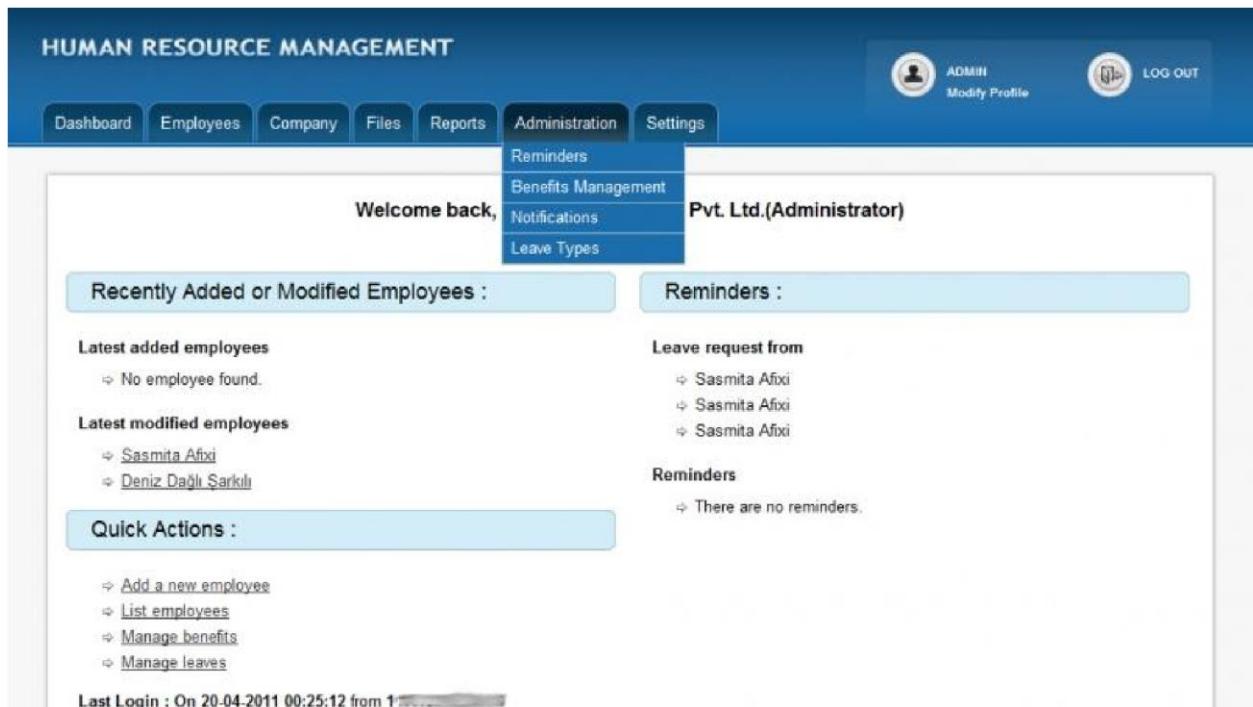 HUMAN RESOURCE MANAGEMENT
ADMIN
Modify Profile
LOG OUT
Dashboard Employees Company Files Reports Administration Settings
Reminders
Benefits Management
Notifications
Leave Types
Welcome back, Pvt. Ltd.(Administrator)
Recently Added or Modified Employees :
Latest added employees
⇨ No employee found.
Latest modified employees
⇨ Sasmita Afixi
⇨ Deniz Dağlı Şarkılı
Quick Actions :
⇨ Add a new employee
⇨ List employees
⇨ Manage benefits
⇨ Manage leaves
Last Login : On 20-04-2011 00:25:12 from
Reminders :
Leave request from
⇨ Sasmita Afixi
⇨ Sasmita Afixi
⇨ Sasmita Afixi
Reminders
⇨ There are no reminders.